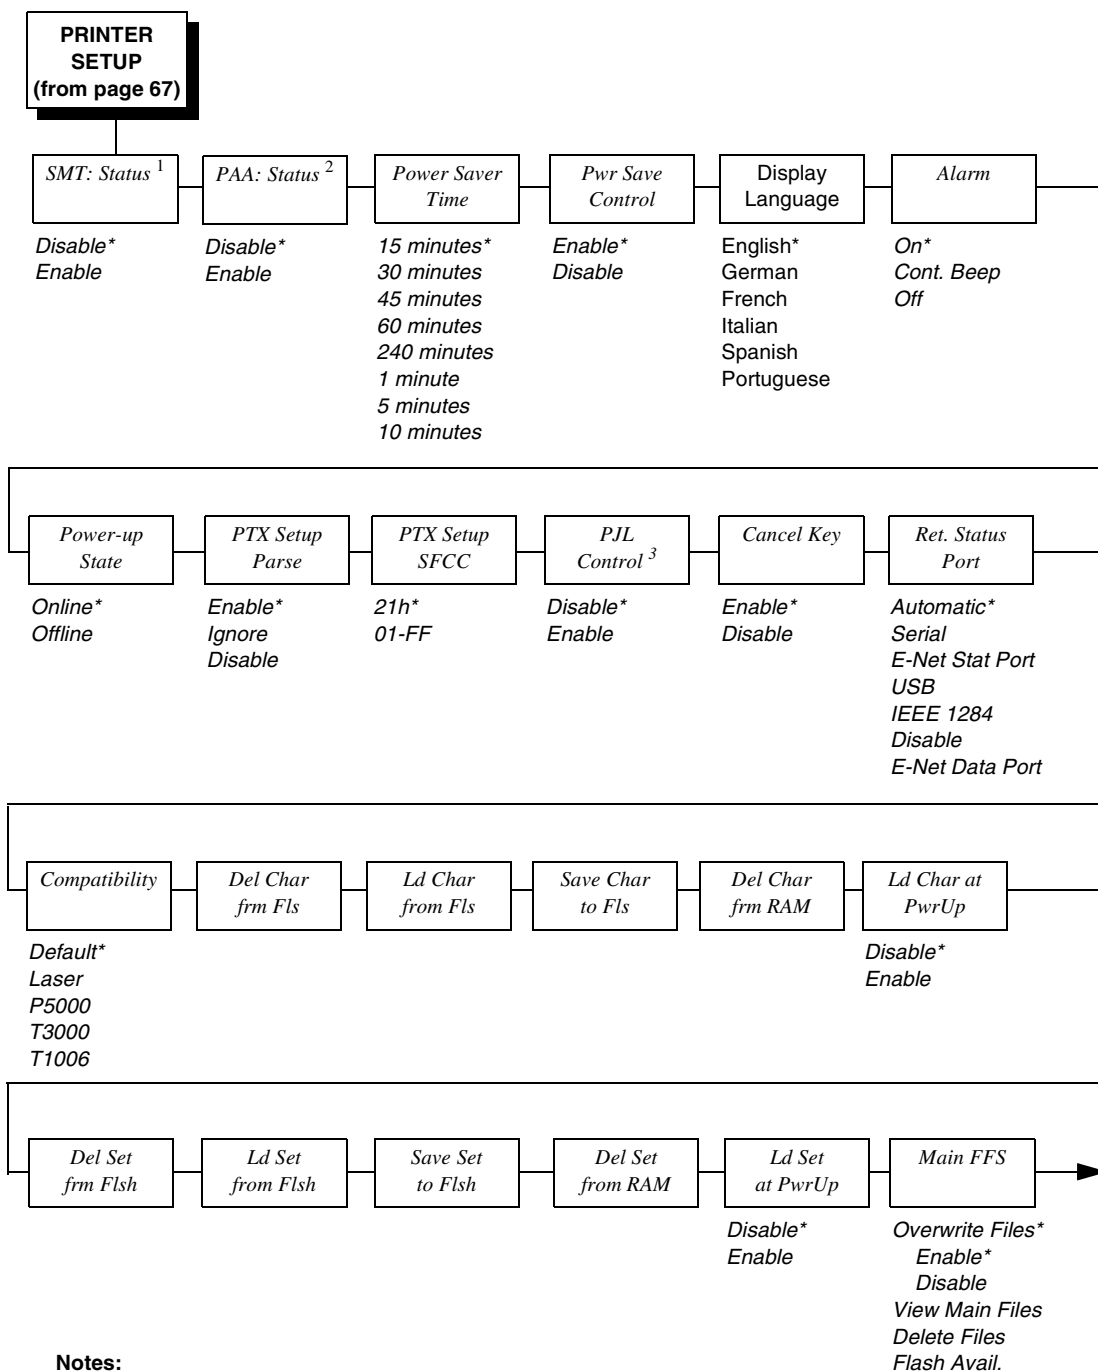 PRINTER
SETUP
(from page 67)
SMT: Status 1
Disable*
Enable
PAA: Status 2
Disable*
Enable
Power Saver
Time
15 minutes*
30 minutes
45 minutes
60 minutes
240 minutes
1 minute
5 minutes
10 minutes
Pwr Save
Control
Enable*
Disable
Display
Language
English*
German
French
Italian
Spanish
Portuguese
Alarm
On*
Cont. Beep
Off
Power-up
State
Online*
Offline
PTX Setup
Parse
Enable*
Ignore
Disable
PTX Setup
SFCC
21h*
01-FF
PJL
Control 3
Disable*
Enable
Cancel Key
Enable*
Disable
Ret. Status
Port
Automatic*
Serial
E-Net Stat Port
USB
IEEE 1284
Disable
E-Net Data Port
Compatibility
Default*
Laser
P5000
T3000
T1006
Del Char
frm Fls
Ld Char
from Fls
Save Char
to Fls
Del Char
frm RAM
Ld Char at
PwrUp
Disable*
Enable
Del Set
frm Flsh
Ld Set
from Flsh
Save Set
to Flsh
Del Set
from RAM
Ld Set
at PwrUp
Disable*
Enable
Main FFS
Overwrite Files*
Enable*
Disable
View Main Files
Delete Files
Flash Avail.
Notes: